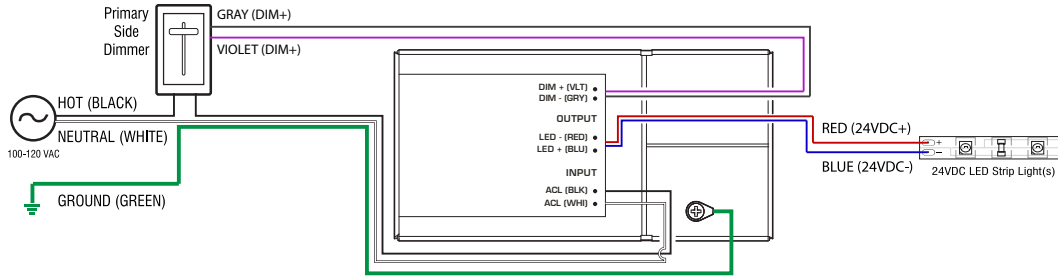 Primary
Side
Dimmer
GRAY (DIM+)
VIOLET (DIM+)
HOT (BLACK)
NEUTRAL (WHITE)
100-120 VAC
GROUND (GREEN)
DIM + (VLT)
DIM - (GRY)
OUTPUT
LED - (RED)
LED + (BLU)
INPUT
ACL (BLK)
ACL (WHI)
RED (24VDC+)
BLUE (24VDC-)
+
–
24VDC LED Strip Light(s)